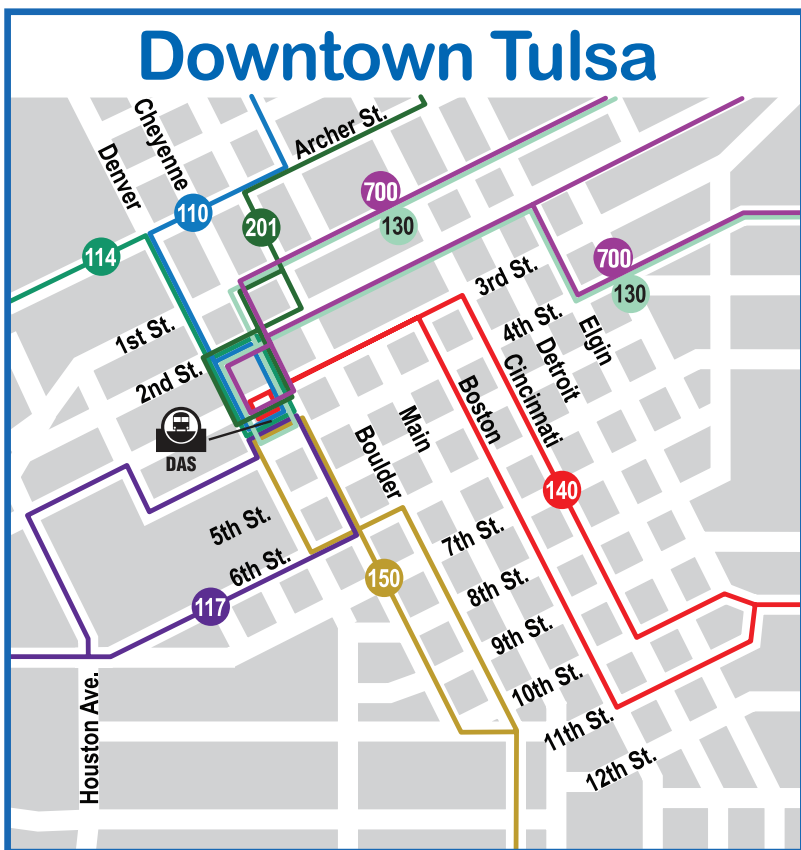 Downtown Tulsa
Cheyenne
Denver
Archer St.
700
110
130
201
114
700
130
3rd St.
1st St.
4th St.
Elgin
Detroit
2nd St.
Cincinnati
Boston
Main
DAS
Boulder
140
5th St.
7th St.
6th St.
150
8th St.
117
9th St.
10th St.
Houston Ave.
11th St.
12th St.